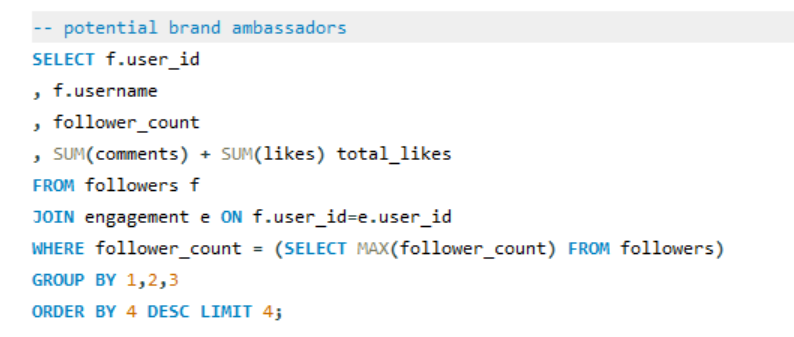 -- potential brand ambassadors
SELECT f.user_id
, f.username
, follower_count
, SUM(comments) + SUM(likes) total_likes
FROM followers f
JOIN engagement e ON f.user_id=e.user_id
WHERE follower_count = (SELECT MAX(follower_count) FROM followers)
GROUP BY 1,2,3
ORDER BY 4 DESC LIMIT 4;